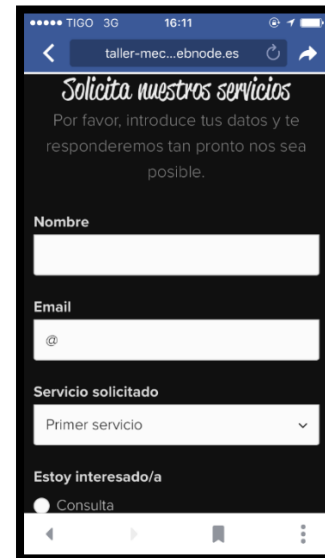 TIGO 3G 16:11
taller-mec...ebnode.es
Solicita nuestros servicios
Por favor, introduce tus datos y te
responderemos tan pronto nos sea
posible.
Nombre
Email
@
Servicio solicitado
Primer servicio
Estoy interesado/a
Consulta